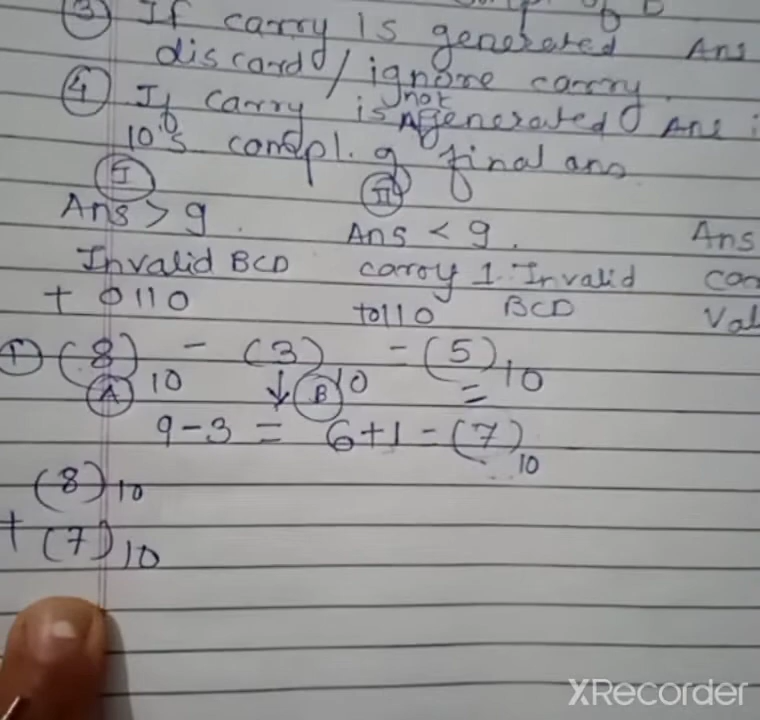 ③ If carry is generated Ans
discard / ignore carry.
④ If carry is not generated Ans :
10's compl. of final ans
I II
Ans > 9. Ans < 9. Ans
Invalid BCD carry 1 Invalid
+ 0110 +0110 BCD Val
① (8)10 - (3)10 - (5)10
A ↓ B =
9-3 = 6+1 - (7)10
(8)10
+ (7)10
XRecorder